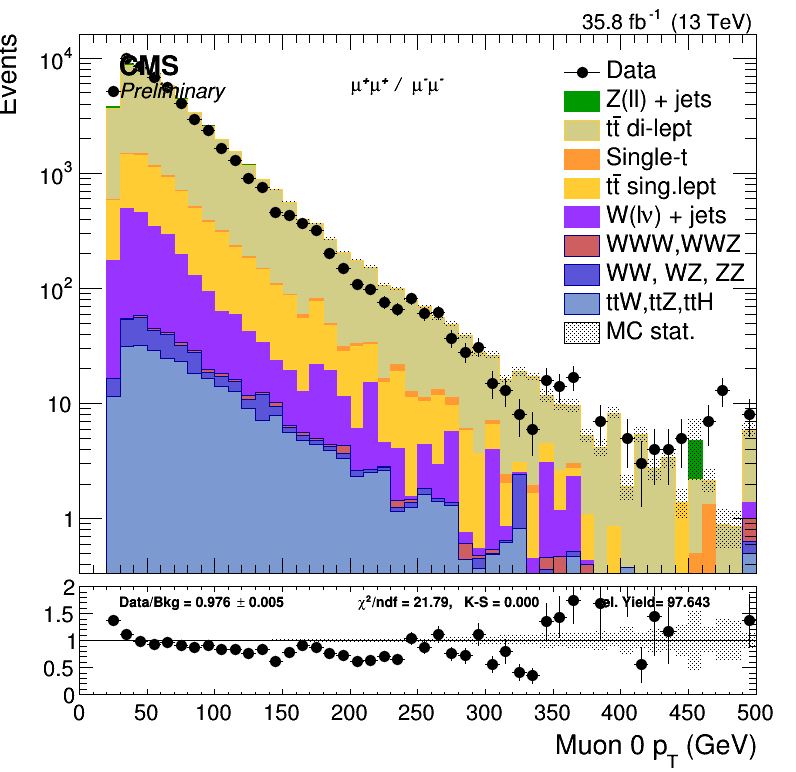 35.8 fb⁻¹ (13 TeV)
Events
CMS
Preliminary
μ⁺μ⁺ / μ⁻μ⁻
Data
Z(ll) + jets
tt̄ di-lept
Single-t
tt̄ sing.lept
W(lν) + jets
WWW,WWZ
WW, WZ, ZZ
ttW,ttZ,ttH
MC stat.
10⁴
10³
10²
10
1
Data/Bkg = 0.976 ± 0.005
χ²/ndf = 21.79, K-S = 0.000
el. Yield= 97.643
2
1.5
1
0.5
0
0 50 100 150 200 250 300 350 400 450 500
Muon 0 p_T (GeV)